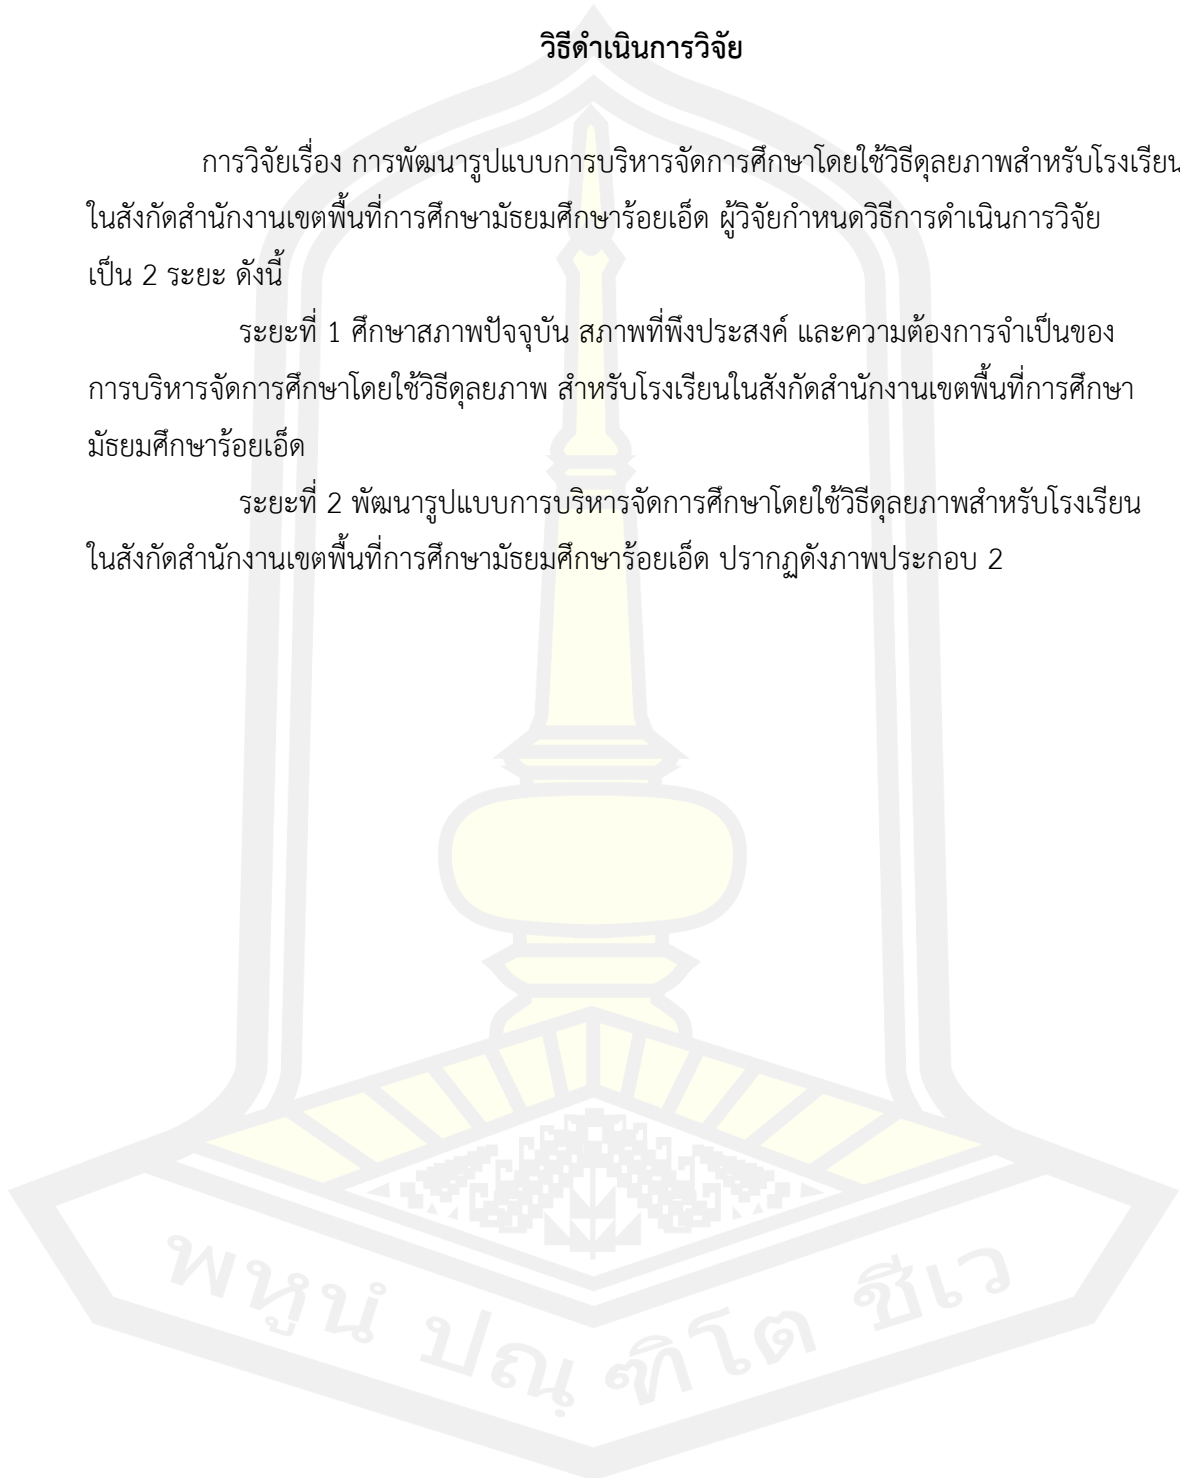 วิธีดำเนินการวิจัย
การวิจัยเรื่อง การพัฒนารูปแบบการบริหารจัดการศึกษาโดยใช้วิธีดุลยภาพสำหรับโรงเรียน
ในสังกัดสำนักงานเขตพื้นที่การศึกษามัธยมศึกษาร้อยเอ็ด ผู้วิจัยกำหนดวิธีการดำเนินการวิจัย
เป็น 2 ระยะ ดังนี้
ระยะที่ 1 ศึกษาสภาพปัจจุบัน สภาพที่พึงประสงค์ และความต้องการจำเป็นของ
การบริหารจัดการศึกษาโดยใช้วิธีดุลยภาพ สำหรับโรงเรียนในสังกัดสำนักงานเขตพื้นที่การศึกษา
มัธยมศึกษาร้อยเอ็ด
ระยะที่ 2 พัฒนารูปแบบการบริหารจัดการศึกษาโดยใช้วิธีดุลยภาพสำหรับโรงเรียน
ในสังกัดสำนักงานเขตพื้นที่การศึกษามัธยมศึกษาร้อยเอ็ด ปรากฏดังภาพประกอบ 2
พหูนํ ปณฺ ฑิโต ชีเว